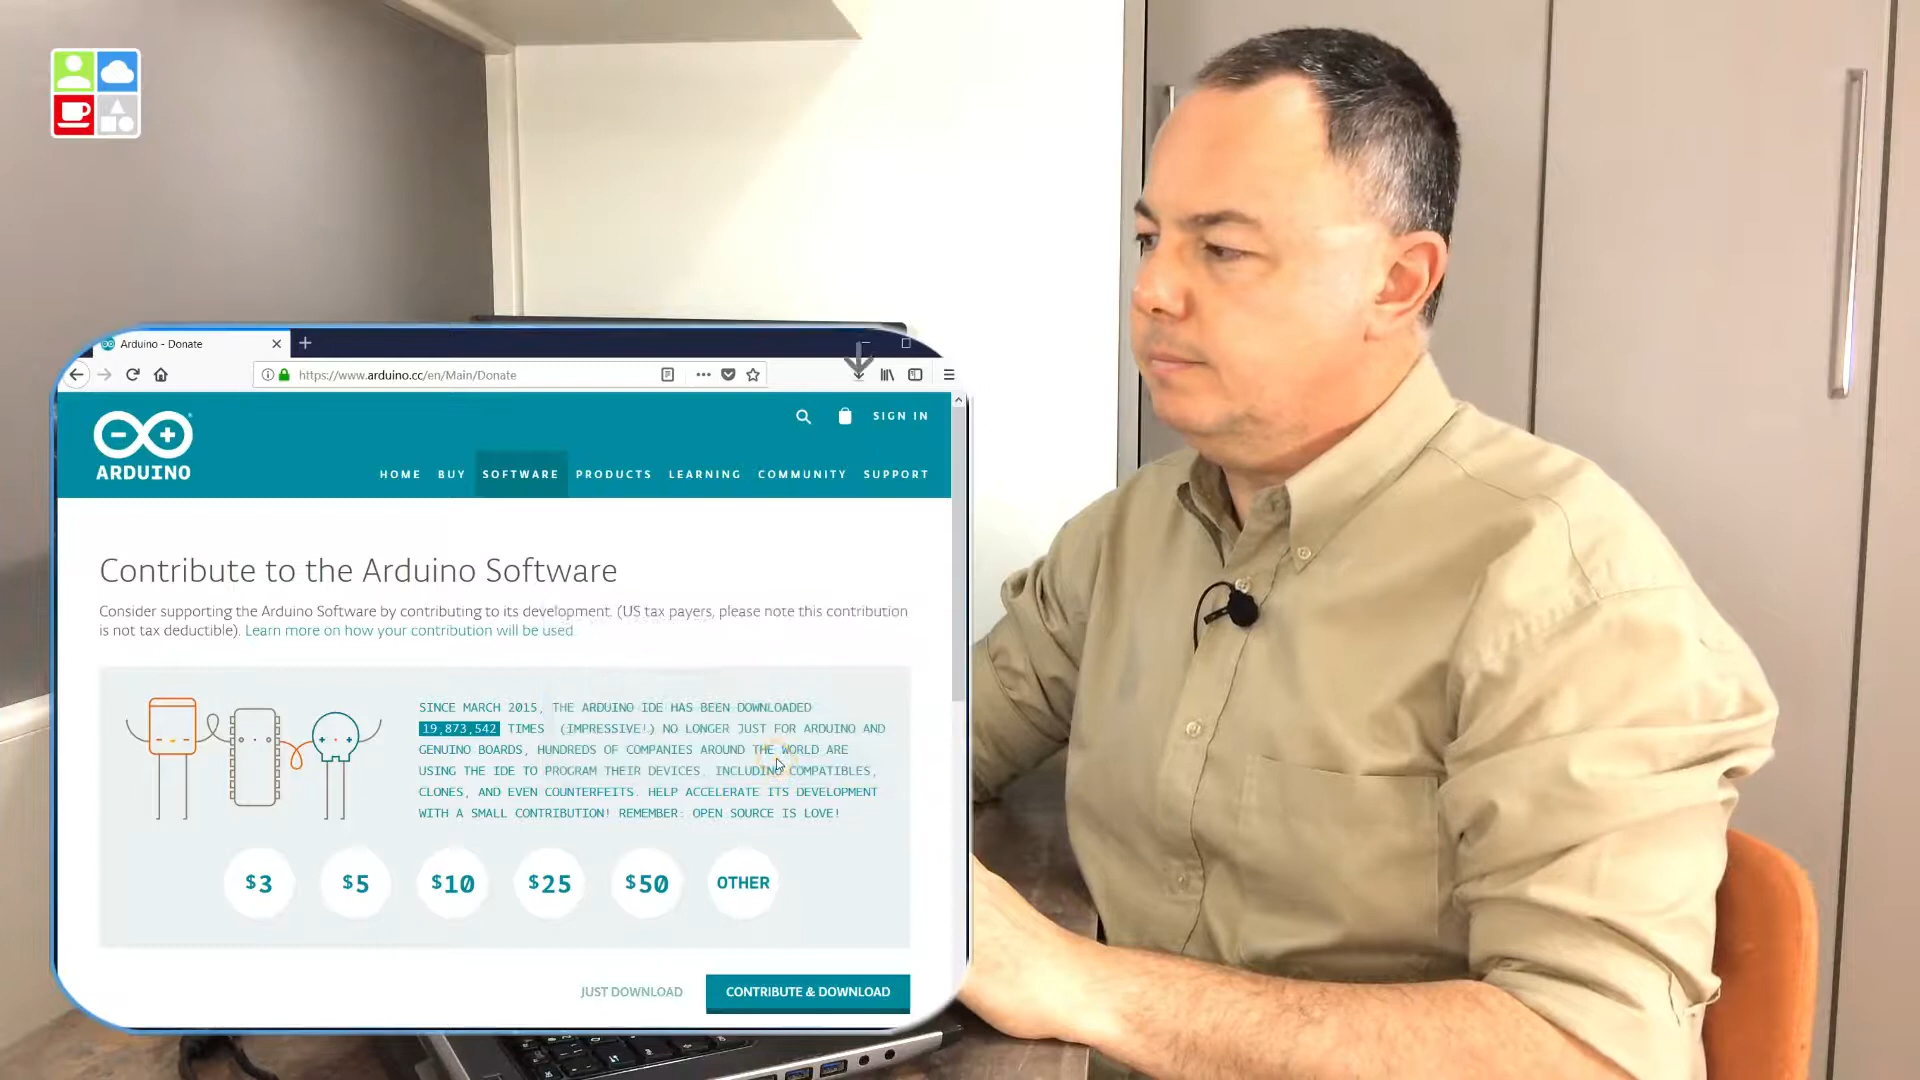 Arduino - Donate
https://www.arduino.cc/en/Main/Donate
SIGN IN
ARDUINO
HOME BUY SOFTWARE PRODUCTS LEARNING COMMUNITY SUPPORT
Contribute to the Arduino Software
Consider supporting the Arduino Software by contributing to its development. (US tax payers, please note this contribution
is not tax deductible). Learn more on how your contribution will be used.
SINCE MARCH 2015, THE ARDUINO IDE HAS BEEN DOWNLOADED
19,873,542 TIMES (IMPRESSIVE!) NO LONGER JUST FOR ARDUINO AND
GENUINO BOARDS, HUNDREDS OF COMPANIES AROUND THE WORLD ARE
USING THE IDE TO PROGRAM THEIR DEVICES, INCLUDING COMPATIBLES,
CLONES, AND EVEN COUNTERFEITS. HELP ACCELERATE ITS DEVELOPMENT
WITH A SMALL CONTRIBUTION! REMEMBER: OPEN SOURCE IS LOVE!
$3 $5 $10 $25 $50 OTHER
JUST DOWNLOAD CONTRIBUTE & DOWNLOAD